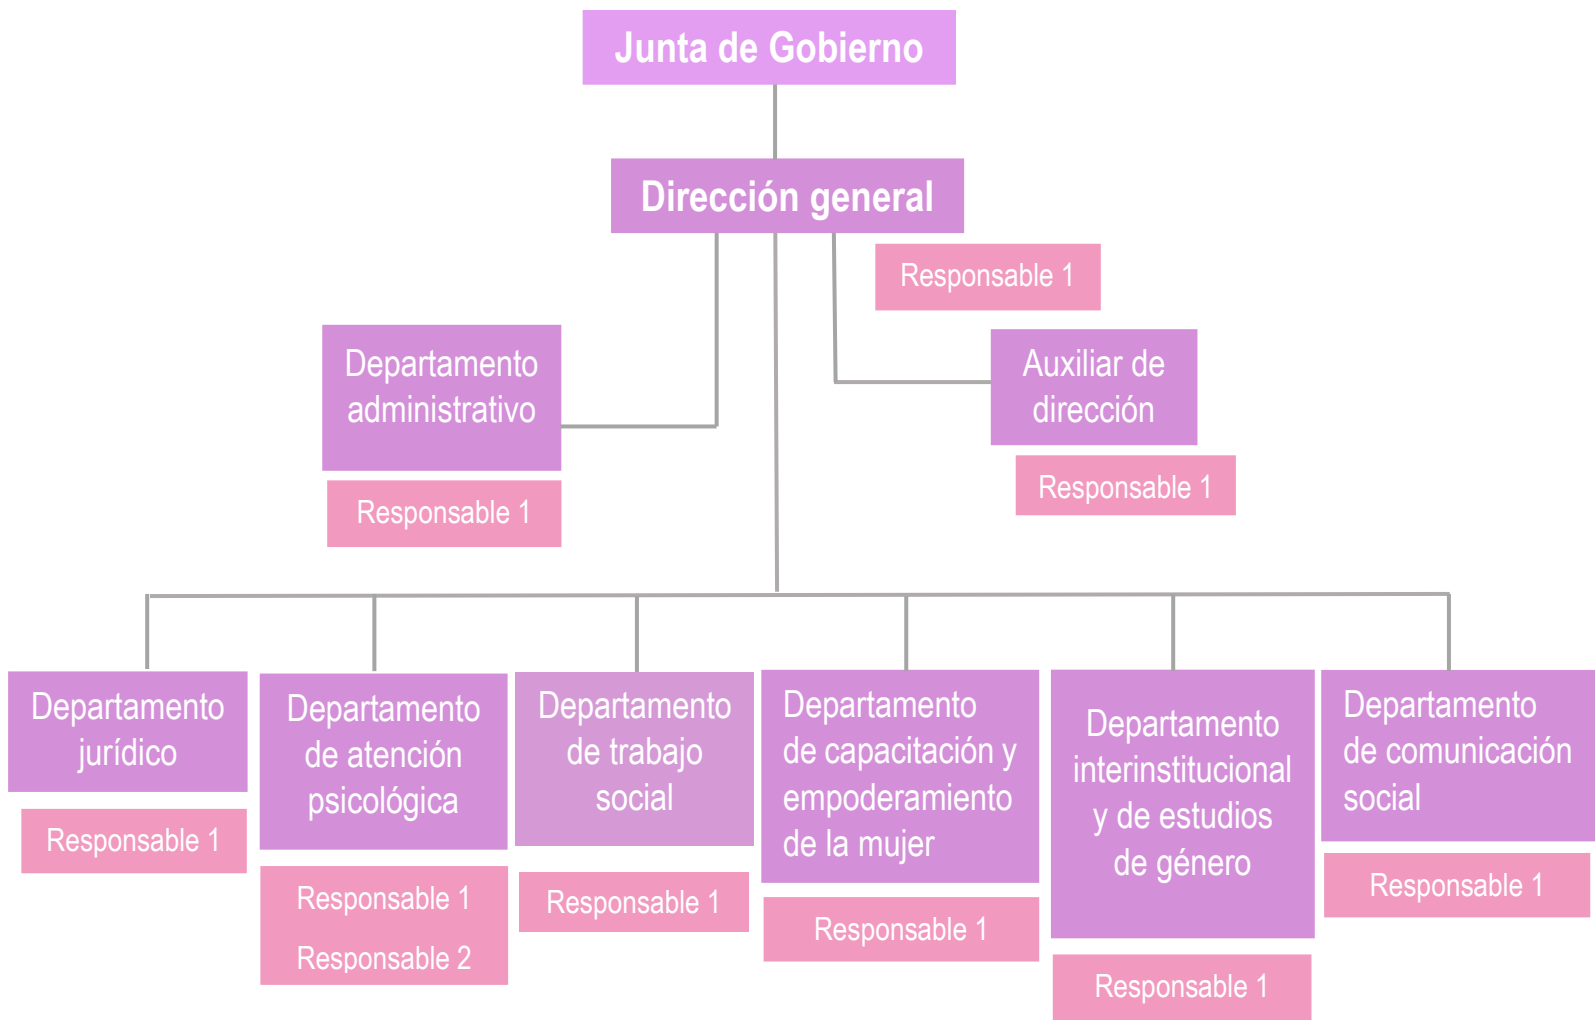 Junta de Gobierno
Dirección general
Responsable 1
Departamento
administrativo
Responsable 1
Auxiliar de
dirección
Responsable 1
Departamento
jurídico
Responsable 1
Departamento
de atención
psicológica
Responsable 1
Responsable 2
Departamento
de trabajo
social
Responsable 1
Departamento
de capacitación y
empoderamiento
de la mujer
Responsable 1
Departamento
interinstitucional
y de estudios
de género
Responsable 1
Departamento
de comunicación
social
Responsable 1